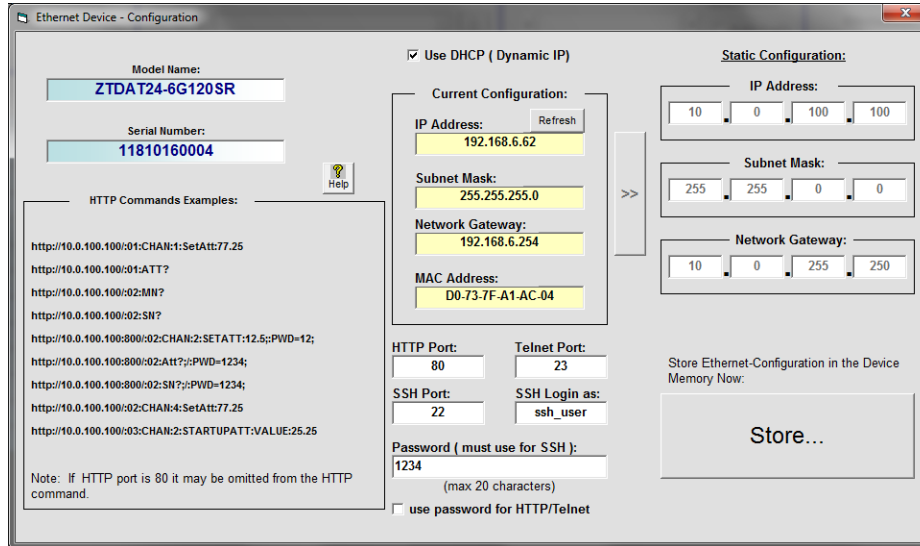 Ethernet Device - Configuration
Model Name:
ZTDAT24-6G120SR
Serial Number:
11810160004
Help
HTTP Commands Examples:
http://10.0.100.100/:01:CHAN:1:SetAtt:77.25
http://10.0.100.100/:01:ATT?
http://10.0.100.100/:02:MN?
http://10.0.100.100/:02:SN?
http://10.0.100.100:800/:02:CHAN:2:SETATT:12.5;:PWD=12;
http://10.0.100.100:800/:02:Att?;/:PWD=1234;
http://10.0.100.100:800/:02:SN?;/:PWD=1234;
http://10.0.100.100/:02:CHAN:4:SetAtt:77.25
http://10.0.100.100/:03:CHAN:2:STARTUPATT:VALUE:25.25
Note: If HTTP port is 80 it may be omitted from the HTTP
command.
Use DHCP ( Dynamic IP)
Current Configuration:
IP Address:
Refresh
192.168.6.62
Subnet Mask:
255.255.255.0
Network Gateway:
192.168.6.254
MAC Address:
D0-73-7F-A1-AC-04
>>
HTTP Port: Telnet Port:
80 23
SSH Port: SSH Login as:
22 ssh_user
Password ( must use for SSH ):
1234
(max 20 characters)
use password for HTTP/Telnet
Static Configuration:
IP Address:
10 . 0 . 100 . 100
Subnet Mask:
255 . 255 . 0 . 0
Network Gateway:
10 . 0 . 255 . 250
Store Ethernet-Configuration in the Device
Memory Now:
Store...